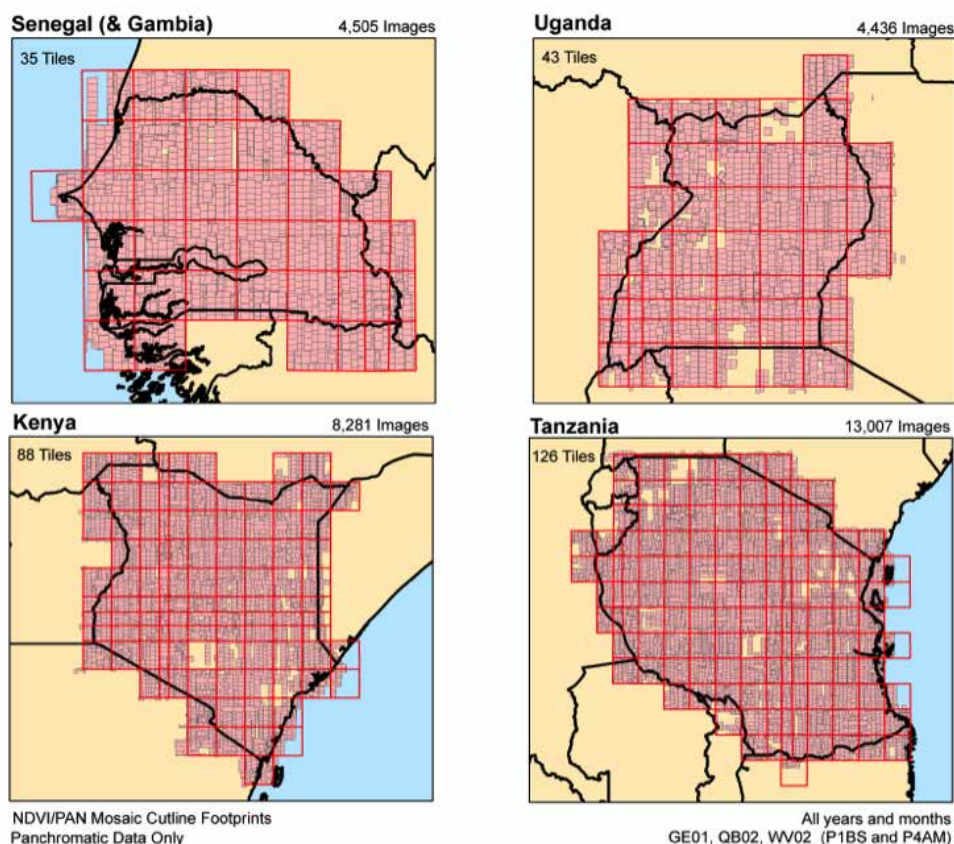 Senegal (& Gambia)
4,505 Images
35 Tiles
Uganda
4,436 Images
43 Tiles
Kenya
8,281 Images
88 Tiles
Tanzania
13,007 Images
126 Tiles
NDVI/PAN Mosaic Cutline Footprints
Panchromatic Data Only
All years and months
GE01, QB02, WV02 (P1BS and P4AM)